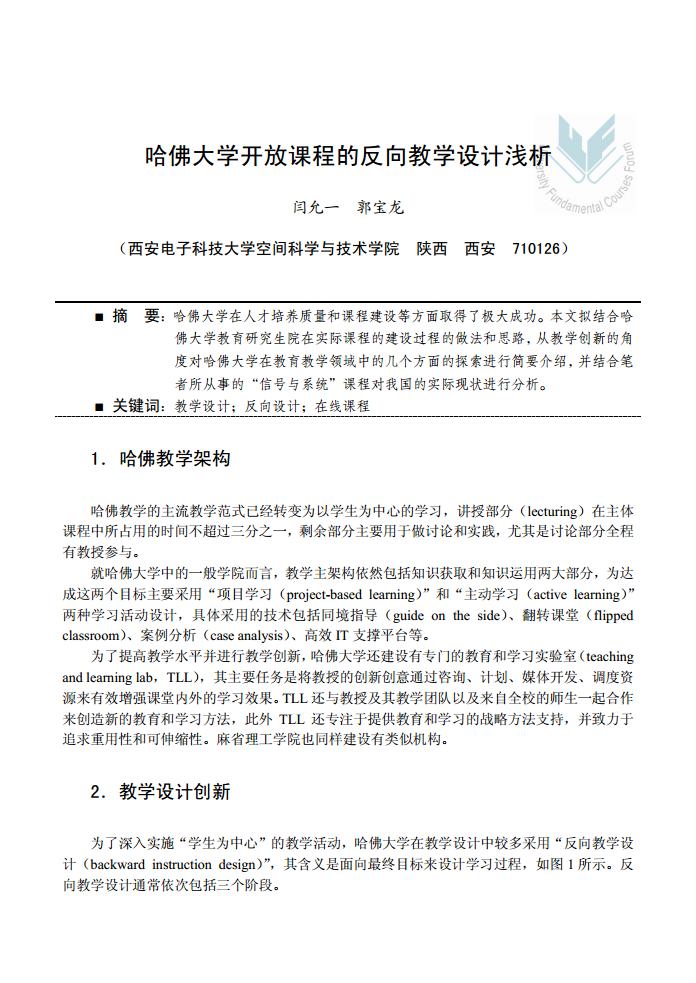 哈佛大学开放课程的反向教学设计浅析
闫允一　郭宝龙
（西安电子科技大学空间科学与技术学院　陕西　西安　710126）
■ 摘　要：哈佛大学在人才培养质量和课程建设等方面取得了极大成功。本文拟结合哈
佛大学教育研究生院在实际课程的建设过程的做法和思路，从教学创新的角
度对哈佛大学在教育教学领域中的几个方面的探索进行简要介绍，并结合笔
者所从事的“信号与系统”课程对我国的实际现状进行分析。
■ 关键词：教学设计；反向设计；在线课程
1．哈佛教学架构
哈佛教学的主流教学范式已经转变为以学生为中心的学习，讲授部分（lecturing）在主体
课程中所占用的时间不超过三分之一，剩余部分主要用于做讨论和实践，尤其是讨论部分全程
有教授参与。
就哈佛大学中的一般学院而言，教学主架构依然包括知识获取和知识运用两大部分，为达
成这两个目标主要采用“项目学习（project-based learning）”和“主动学习（active learning）”
两种学习活动设计，具体采用的技术包括同境指导（guide on the side）、翻转课堂（flipped
classroom）、案例分析（case analysis）、高效 IT 支撑平台等。
为了提高教学水平并进行教学创新，哈佛大学还建设有专门的教育和学习实验室（teaching
and learning lab，TLL），其主要任务是将教授的创新创意通过咨询、计划、媒体开发、调度资
源来有效增强课堂内外的学习效果。TLL 还与教授及其教学团队以及来自全校的师生一起合作
来创造新的教育和学习方法，此外 TLL 还专注于提供教育和学习的战略方法支持，并致力于
追求重用性和可伸缩性。麻省理工学院也同样建设有类似机构。
2．教学设计创新
为了深入实施“学生为中心”的教学活动，哈佛大学在教学设计中较多采用“反向教学设
计（backward instruction design）”，其含义是面向最终目标来设计学习过程，如图 1 所示。反
向教学设计通常依次包括三个阶段。
ersity Fundamental Courses Forum